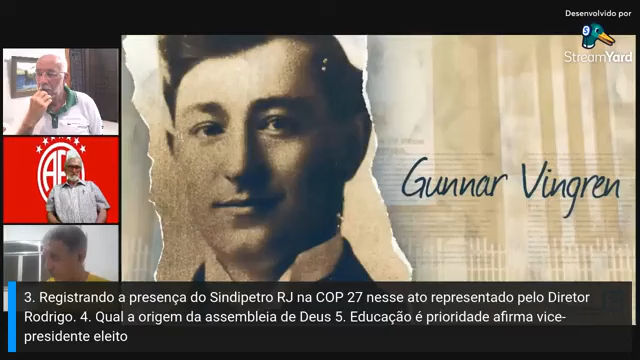 Desenvolvido por
StreamYard
Gunnar Vingren
3. Registrando a presença do Sindipetro RJ na COP 27 nesse ato representado pelo Diretor
Rodrigo. 4. Qual a origem da assembleia de Deus 5. Educação é prioridade afirma vice-
presidente eleito